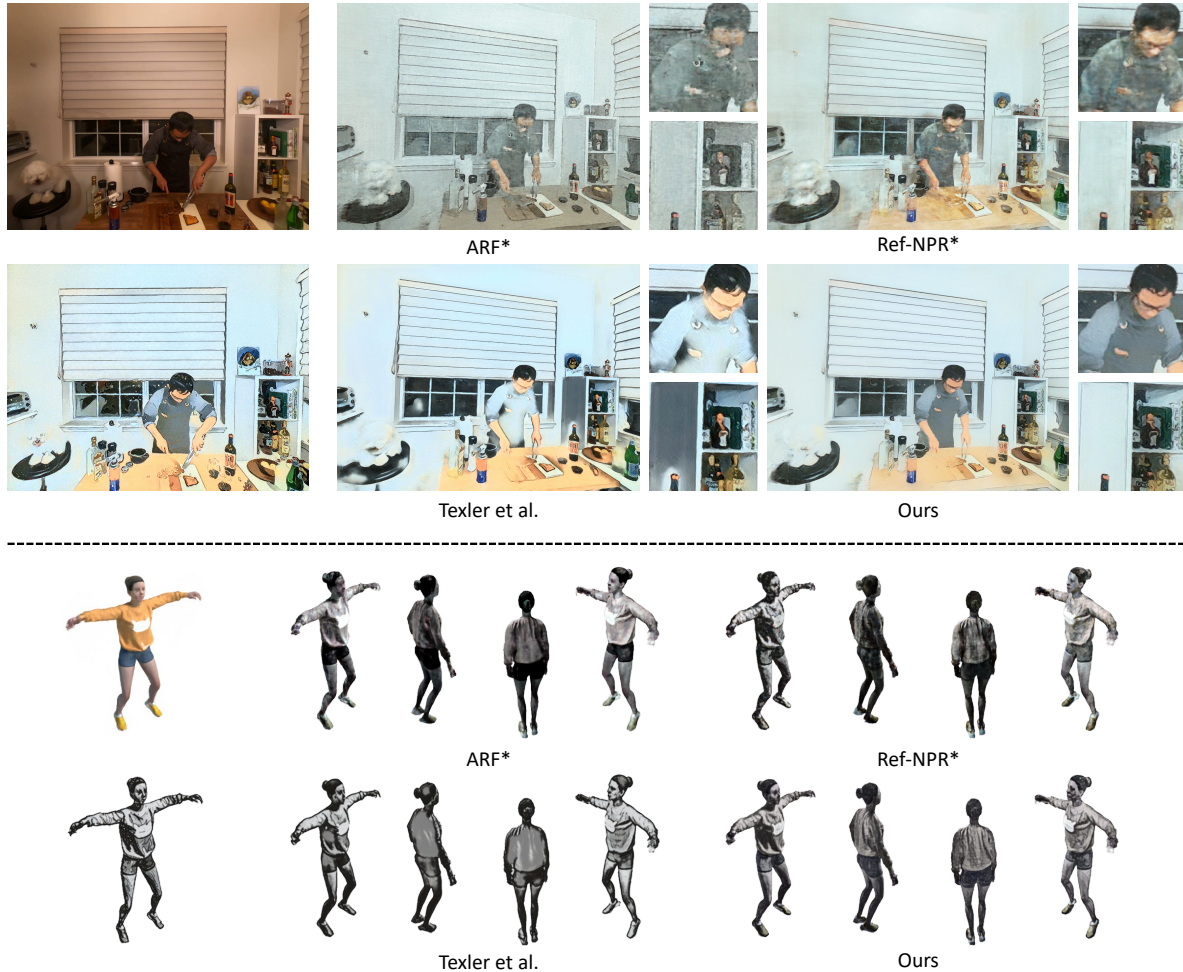 ARF*
Ref-NPR*
Texler et al.
Ours
ARF*
Ref-NPR*
Texler et al.
Ours